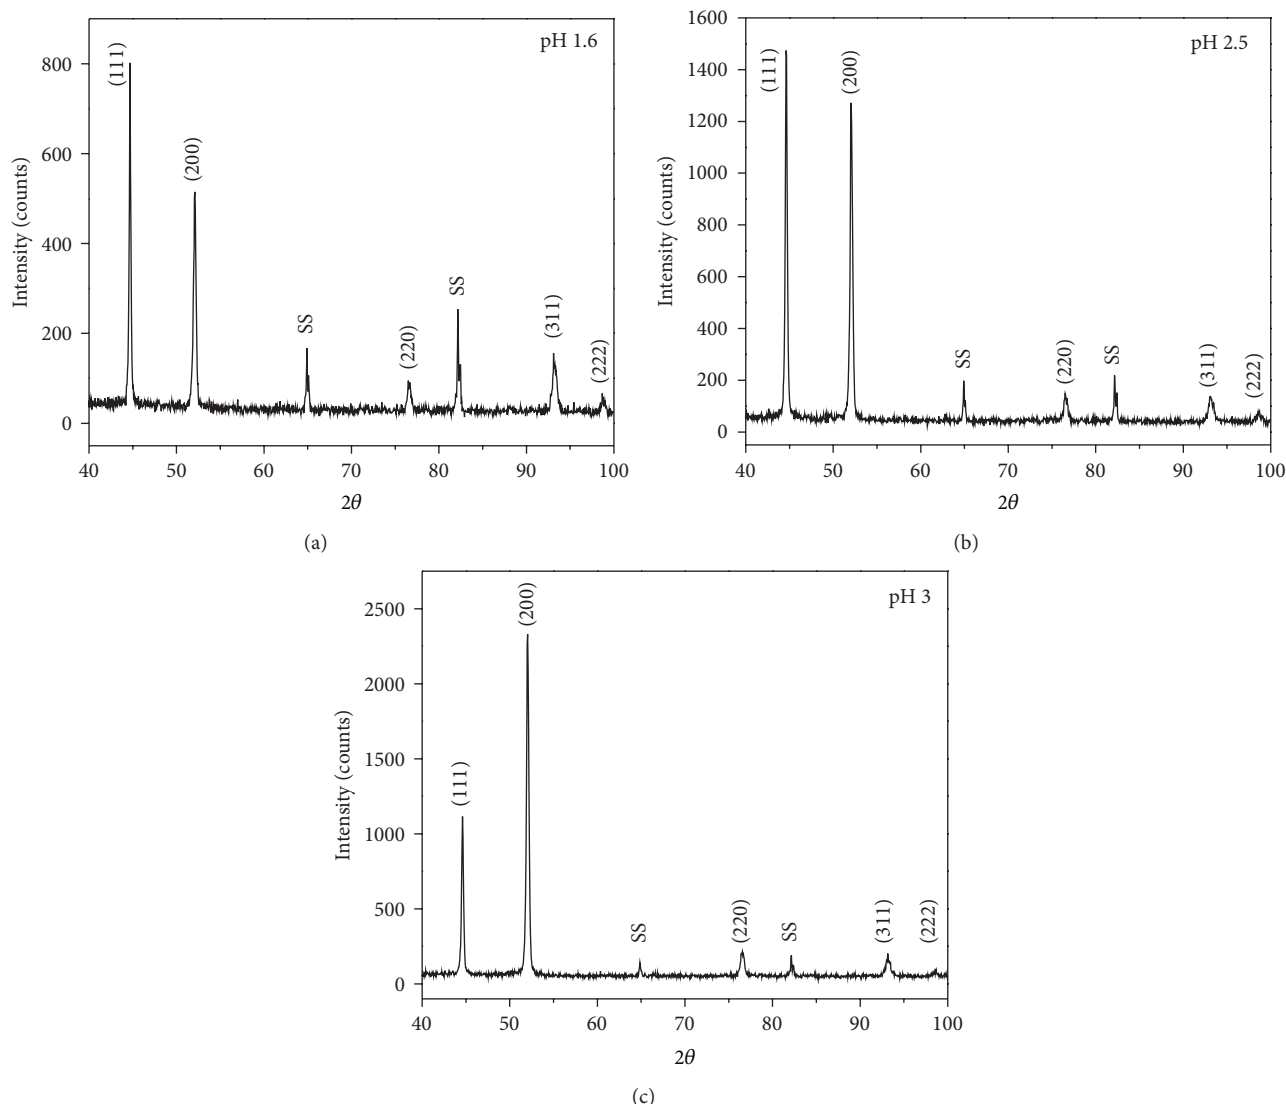 pH 1.6
800
600
400
200
0
Intensity (counts)
(111)
(200)
SS
(220)
SS
(311)
(222)
40 50 60 70 80 90 100
2θ
(a)
pH 2.5
1600
1400
1200
1000
800
600
400
200
0
Intensity (counts)
(111)
(200)
SS
(220)
SS
(311)
(222)
40 50 60 70 80 90 100
2θ
(b)
pH 3
2500
2000
1500
1000
500
0
Intensity (counts)
(111)
(200)
SS
(220)
SS
(311)
(222)
40 50 60 70 80 90 100
2θ
(c)